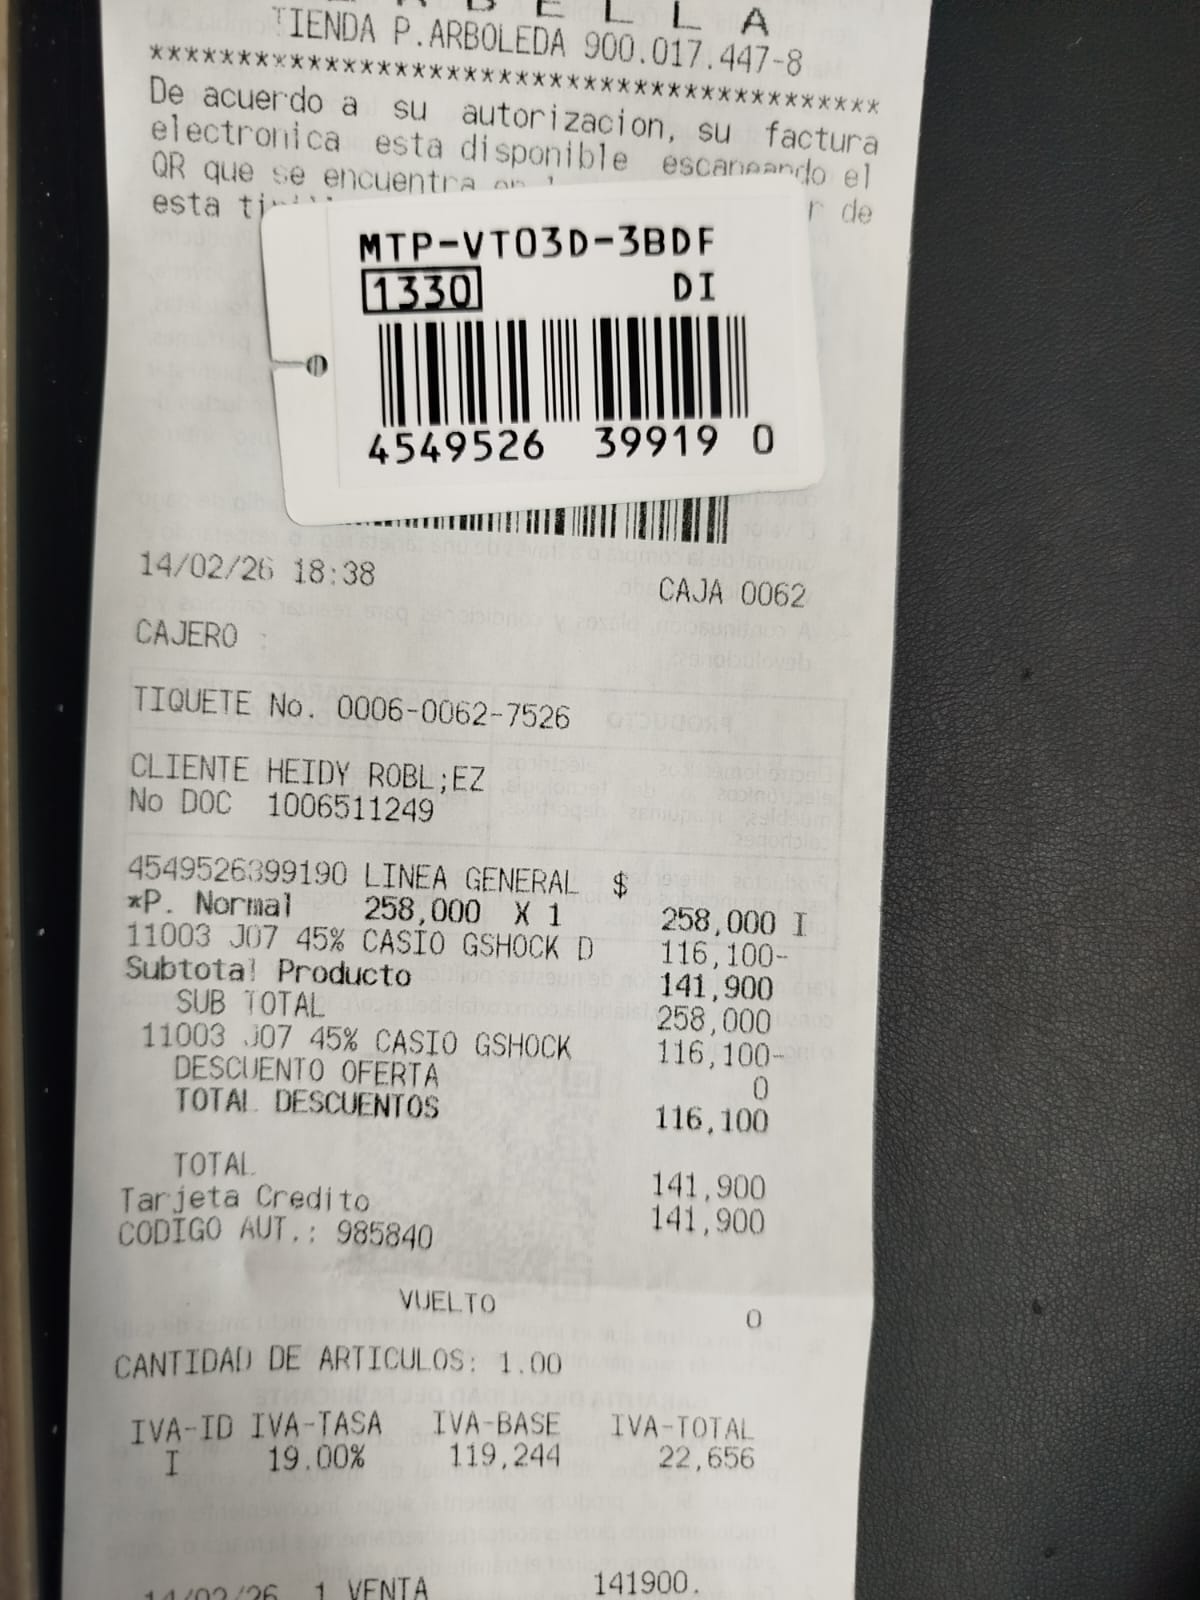 TIENDA P.ARBOLEDA 900.017.447-8
******************************************
De acuerdo a su autorizacion, su factura
electronica esta disponible escaneando el
QR que se encuentra
esta de
MTP-VT03D-3BDF
1330 DI
4549526 39919 0
14/02/26 18:38 CAJA 0062
CAJERO :
TIQUETE No. 0006-0062-7526
CLIENTE HEIDY ROBL;EZ
No DOC 1006511249
4549526399190 LINEA GENERAL $
*P. Normal 258,000 X 1 258,000 I
11003 J07 45% CASIO GSHOCK D 116,100-
Subtotal Producto 141,900
SUB TOTAL 258,000
11003 J07 45% CASIO GSHOCK 116,100-
DESCUENTO OFERTA 0
TOTAL DESCUENTOS 116,100
TOTAL 141,900
Tarjeta Credito 141,900
CODIGO AUT.: 985840
VUELTO 0
CANTIDAD DE ARTICULOS: 1.00
IVA-ID IVA-TASA IVA-BASE IVA-TOTAL
I 19.00% 119,244 22,656
14/02/26 1 VENTA 141900.